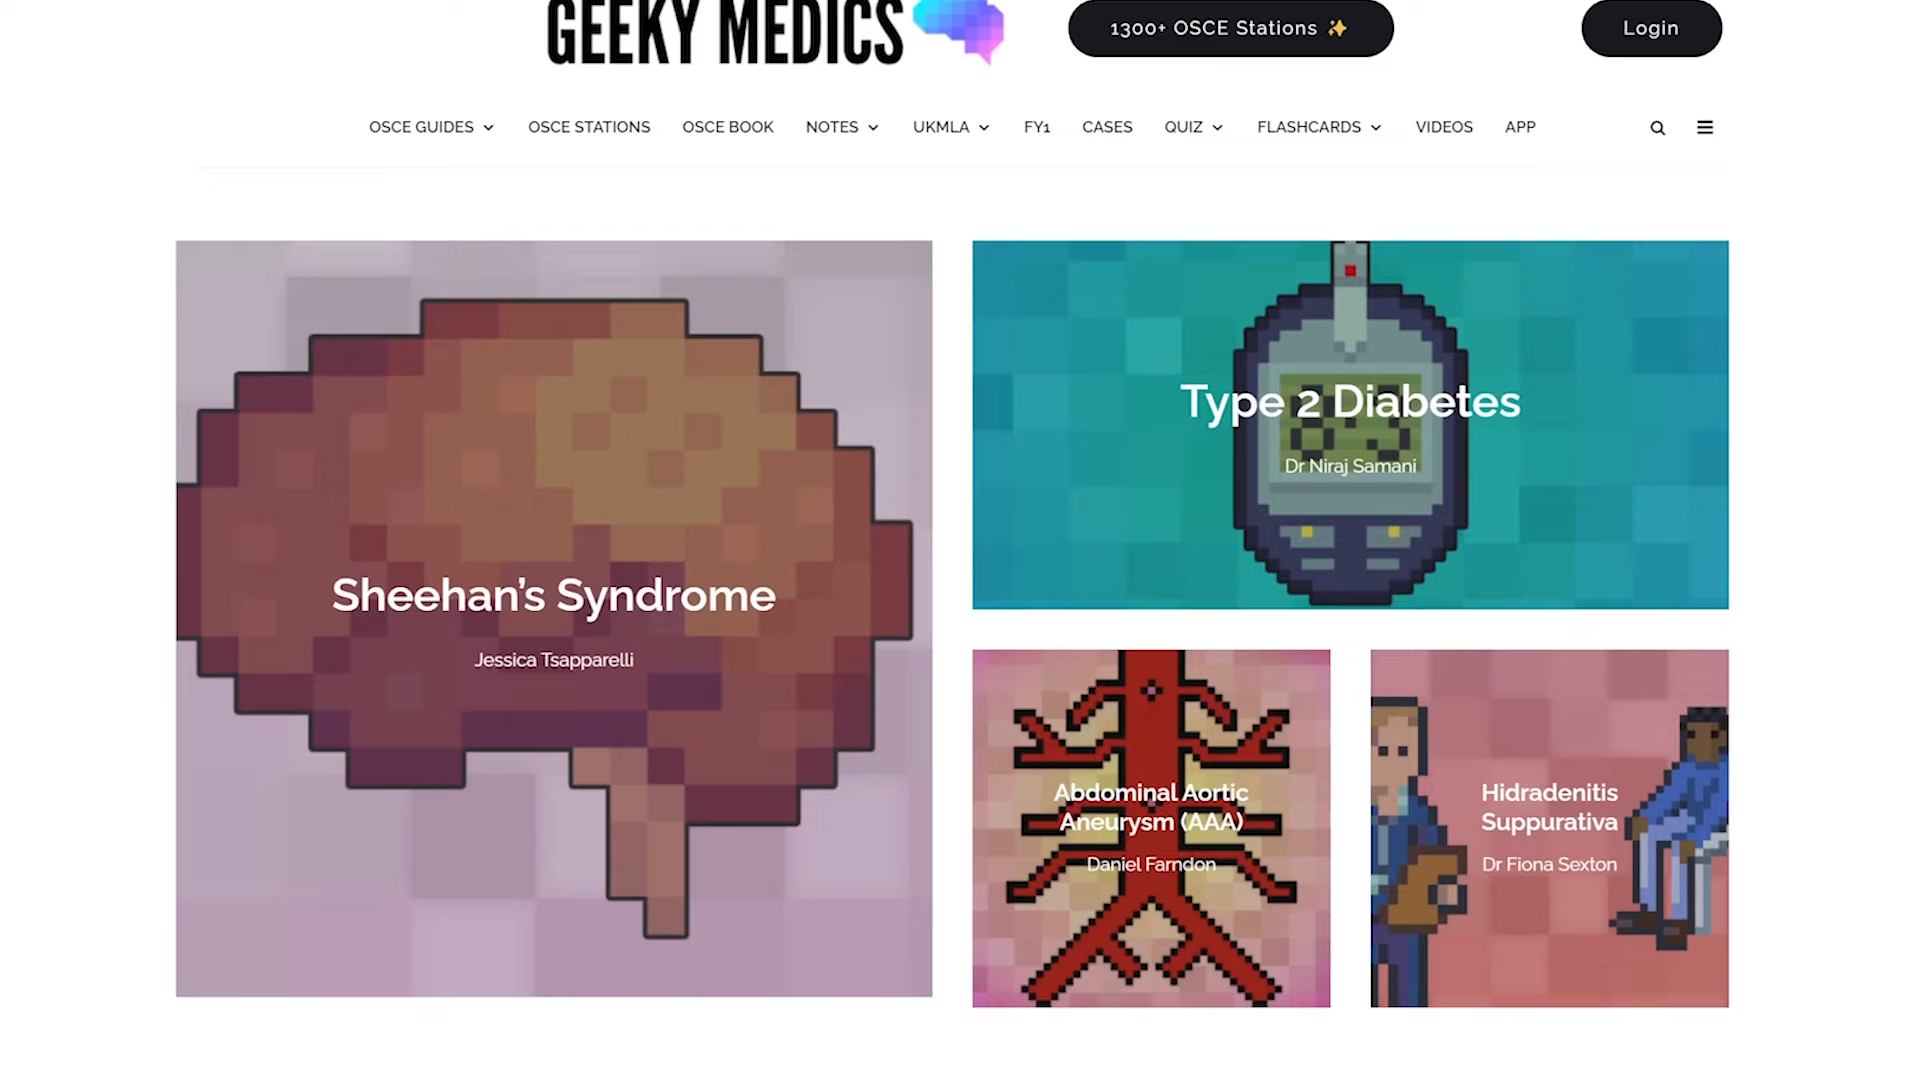 GEEKY MEDICS
1300+ OSCE Stations ✨
Login
OSCE GUIDES
OSCE STATIONS
OSCE BOOK
NOTES
UKMLA
FY1
CASES
QUIZ
FLASHCARDS
VIDEOS
APP
Sheehan’s Syndrome
Jessica Tsapparelli
Type 2 Diabetes
Dr Niraj Samani
Abdominal Aortic
Aneurysm (AAA)
Daniel Farndon
Hidradenitis
Suppurativa
Dr Fiona Sexton